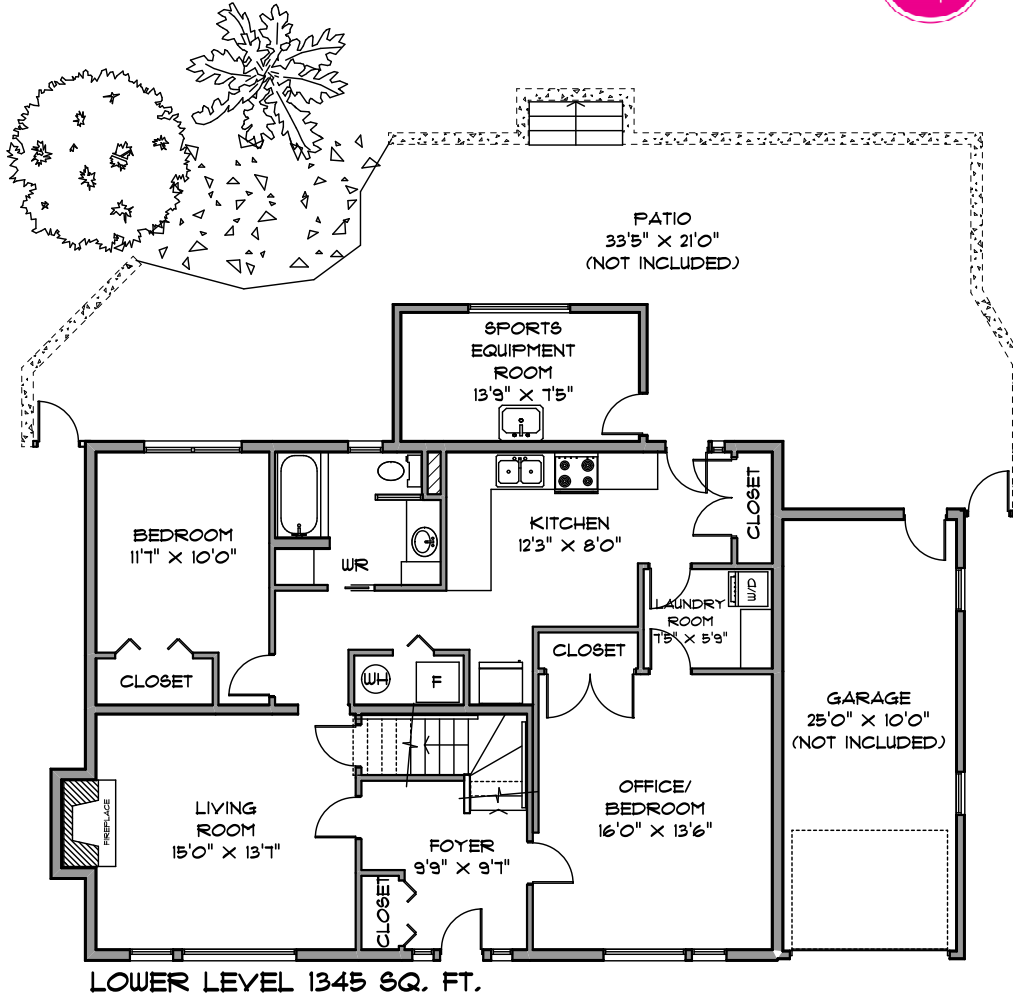 PATIO
33'5" X 21'0"
(NOT INCLUDED)
SPORTS
EQUIPMENT
ROOM
13'9" X 7'5"
BEDROOM
11'7" X 10'0"
WR
KITCHEN
12'3" X 8'0"
CLOSET
LAUNDRY
ROOM
7'5" X 5'9"
W/D
CLOSET
CLOSET
WH
F
GARAGE
25'0" X 10'0"
(NOT INCLUDED)
LIVING
ROOM
15'0" X 13'7"
FIREPLACE
OFFICE/
BEDROOM
16'0" X 13'6"
FOYER
9'9" X 9'7"
CLOSET
LOWER LEVEL 1345 SQ. FT.